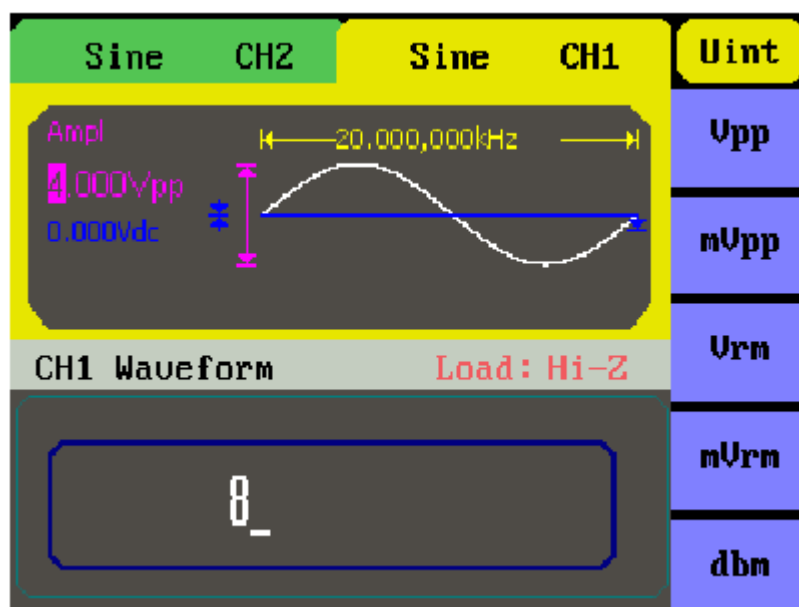 Sine CH2 Sine CH1 Uint
Ampl
20.000,000kHz
4.000Vpp
0.000Vdc
CH1 Waveform Load: Hi-Z
8_
Vpp
mVpp
Vrm
mVrm
dbm